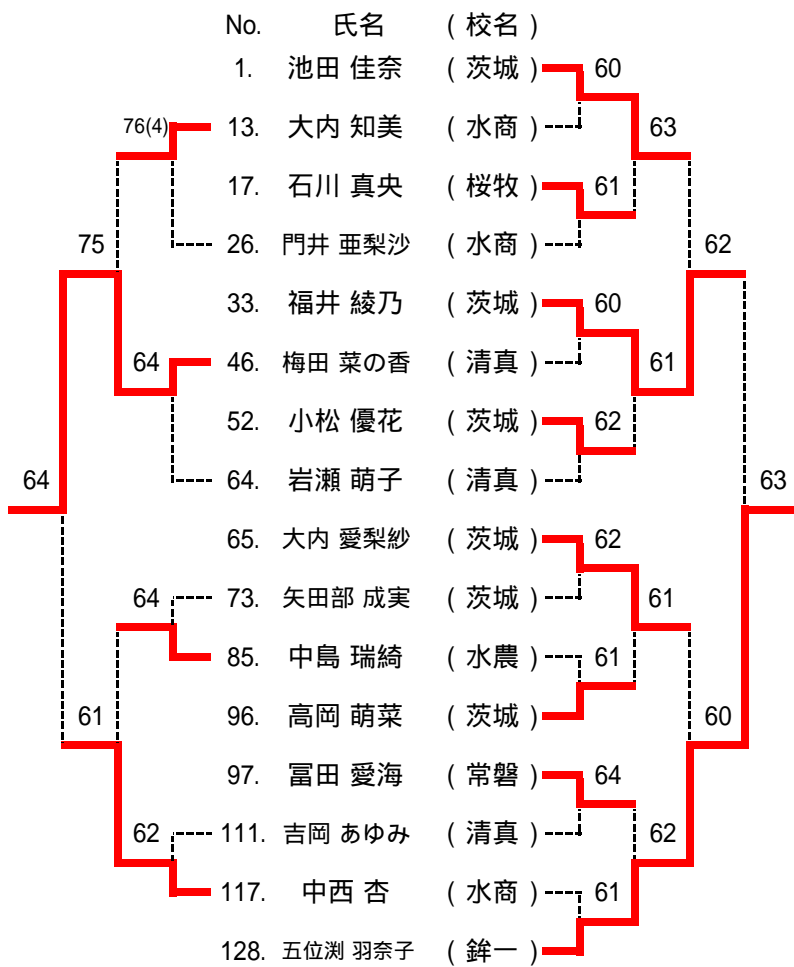 No. 氏名 ( 校名 )
1. 池田 佳奈 ( 茨城 ) 60
76(4) 13. 大内 知美 ( 水商 ) 63
17. 石川 真央 ( 桜牧 ) 61
75 26. 門井 亜梨沙 ( 水商 ) 62
33. 福井 綾乃 ( 茨城 ) 60
64 46. 梅田 菜の香 ( 清真 ) 61
52. 小松 優花 ( 茨城 ) 62
64 64. 岩瀬 萌子 ( 清真 ) 63
65. 大内 愛梨紗 ( 茨城 ) 62
64 73. 矢田部 成実 ( 茨城 ) 61
85. 中島 瑞綺 ( 水農 ) 61
61 96. 高岡 萌菜 ( 茨城 ) 60
97. 冨田 愛海 ( 常磐 ) 64
62 111. 吉岡 あゆみ ( 清真 ) 62
117. 中西 杏 ( 水商 ) 61
128. 五位渕 羽奈子 ( 鉾一 )